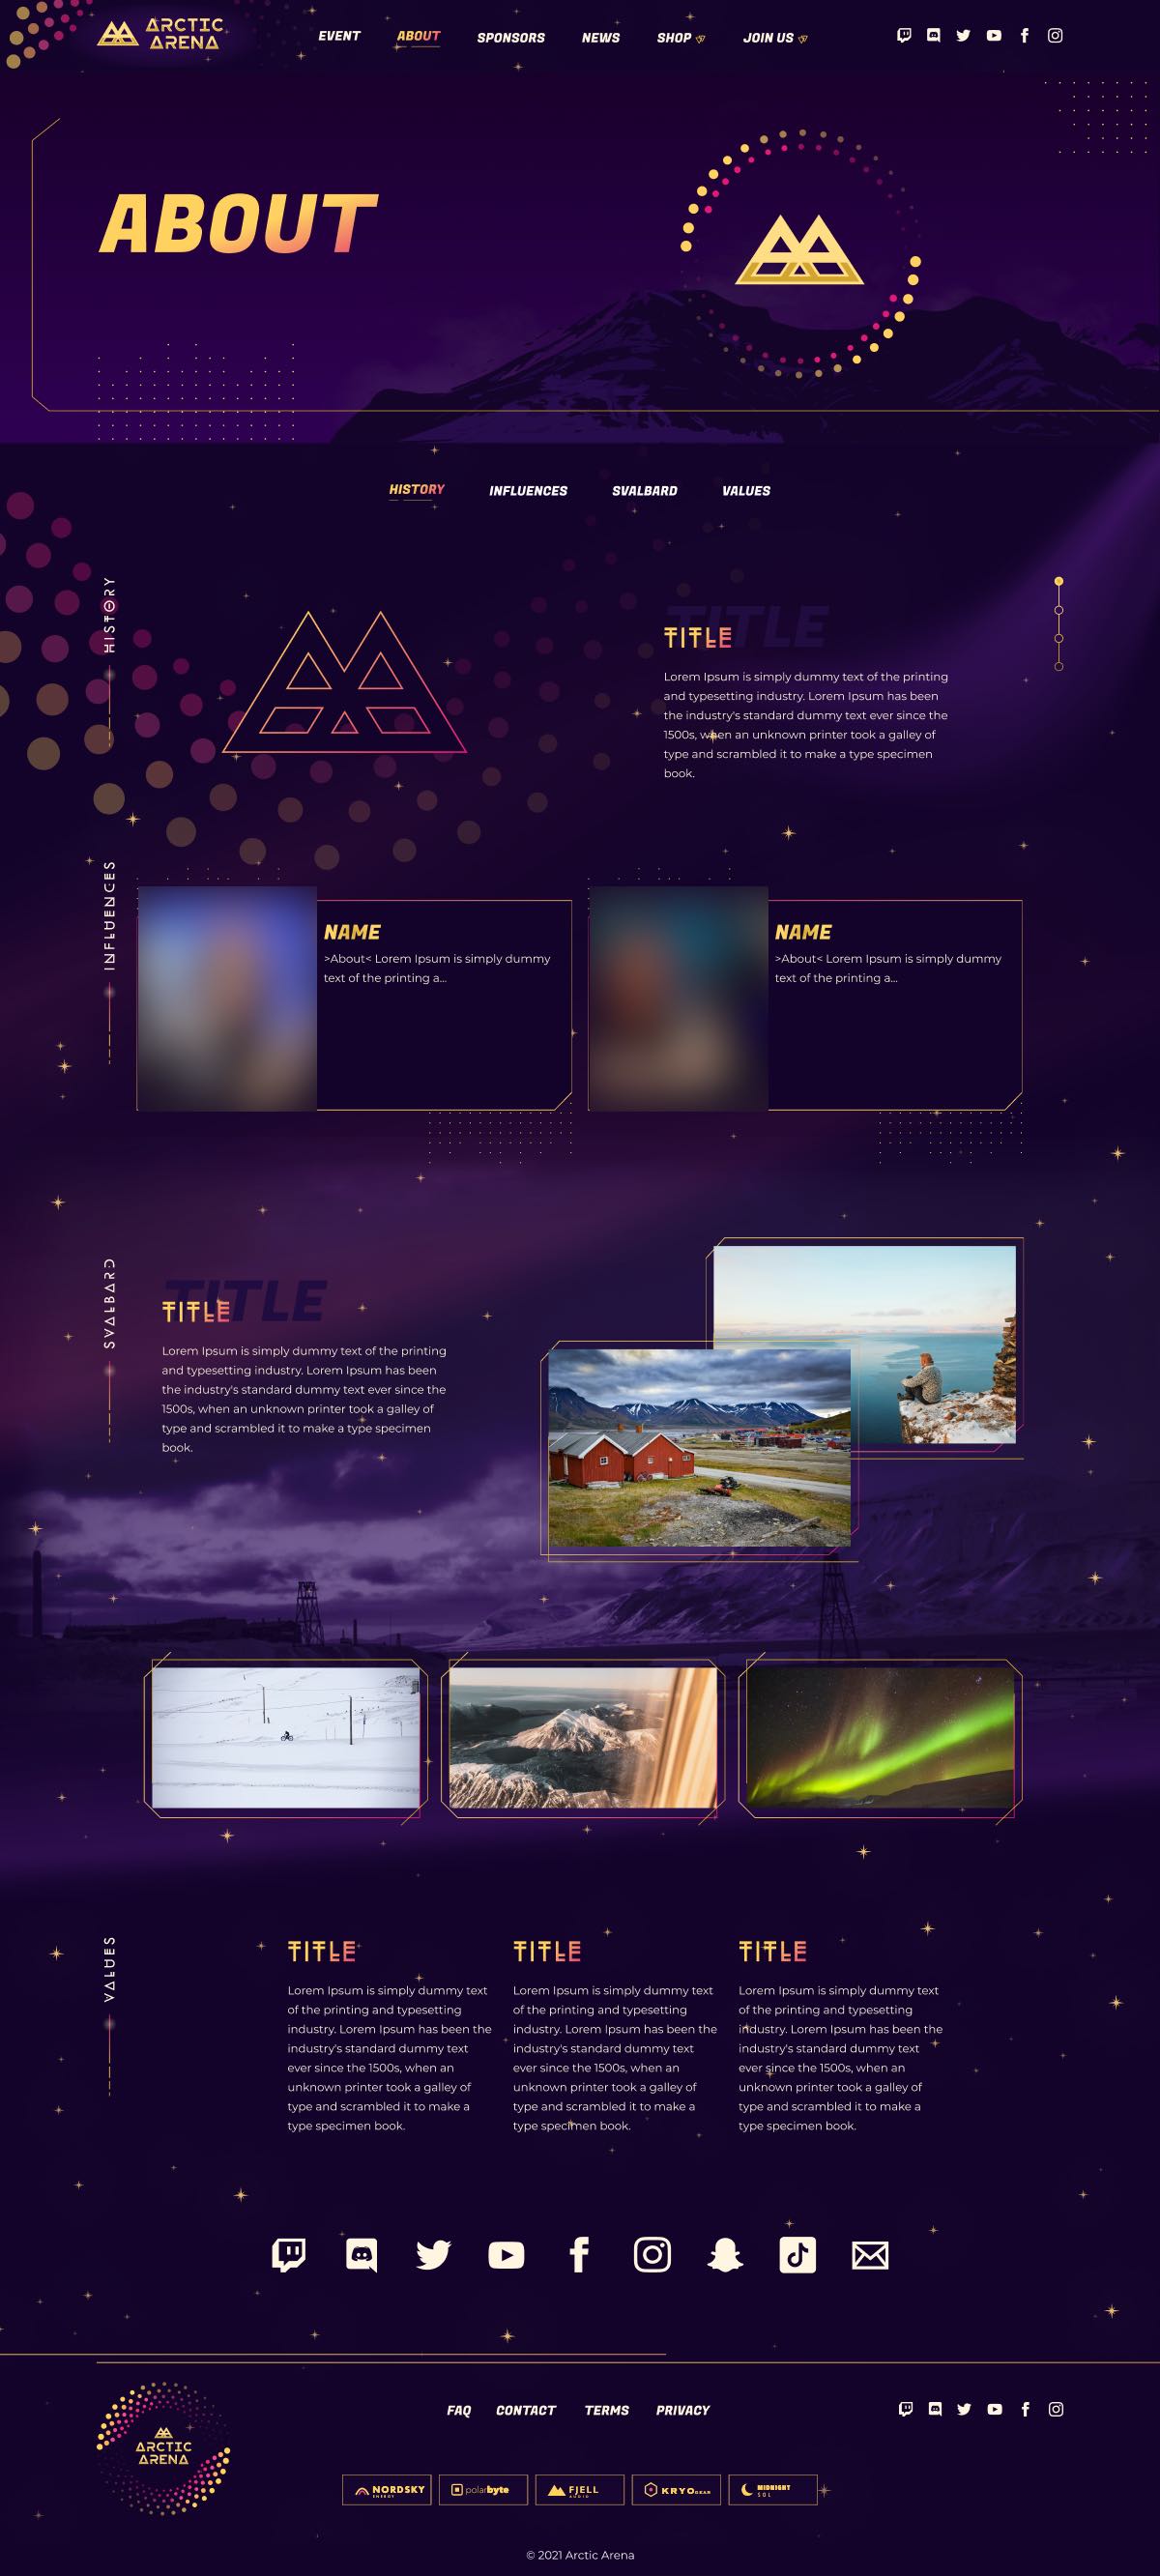 ARCTIC
ARENA
EVENT
ABOUT
SPONSORS
NEWS
SHOP
JOIN US
ABOUT
HISTORY
INFLUENCES
SVALBARD
VALUES
HISTORY
TITLE
TITLE
Lorem Ipsum is simply dummy text of the printing
and typesetting industry. Lorem Ipsum has been
the industry's standard dummy text ever since the
1500s, when an unknown printer took a galley of
type and scrambled it to make a type specimen
book.
INFLUENCES
NAME
>About< Lorem Ipsum is simply dummy
text of the printing a...
NAME
>About< Lorem Ipsum is simply dummy
text of the printing a...
SVALBARD
TITLE
TITLE
Lorem Ipsum is simply dummy text of the printing
and typesetting industry. Lorem Ipsum has been
the industry's standard dummy text ever since the
1500s, when an unknown printer took a galley of
type and scrambled it to make a type specimen
book.
VALUES
TITLE
Lorem Ipsum is simply dummy text
of the printing and typesetting
industry. Lorem Ipsum has been the
industry's standard dummy text
ever since the 1500s, when an
unknown printer took a galley of
type and scrambled it to make a
type specimen book.
TITLE
Lorem Ipsum is simply dummy text
of the printing and typesetting
industry. Lorem Ipsum has been the
industry's standard dummy text
ever since the 1500s, when an
unknown printer took a galley of
type and scrambled it to make a
type specimen book.
TITLE
Lorem Ipsum is simply dummy text
of the printing and typesetting
industry. Lorem Ipsum has been the
industry's standard dummy text
ever since the 1500s, when an
unknown printer took a galley of
type and scrambled it to make a
type specimen book.
ARCTIC
ARENA
FAQ
CONTACT
TERMS
PRIVACY
NORDSKY
ENERGY
polarbyte
FJELL
AUDIO
KRYOGEAR
MIDNIGHT
SOL
© 2021 Arctic Arena